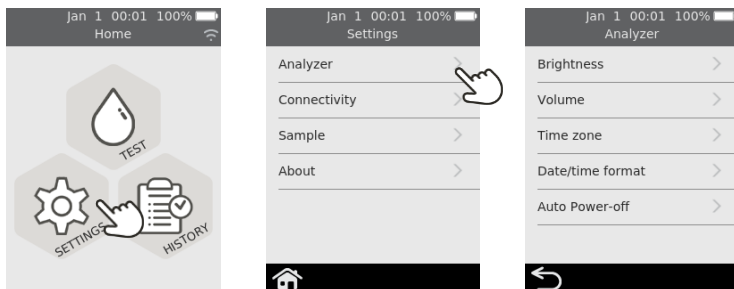 Jan 1 00:01 100%
Home
TEST
SETTINGS
HISTORY
Jan 1 00:01 100%
Settings
Analyzer
Connectivity
Sample
About
Jan 1 00:01 100%
Analyzer
Brightness
Volume
Time zone
Date/time format
Auto Power-off